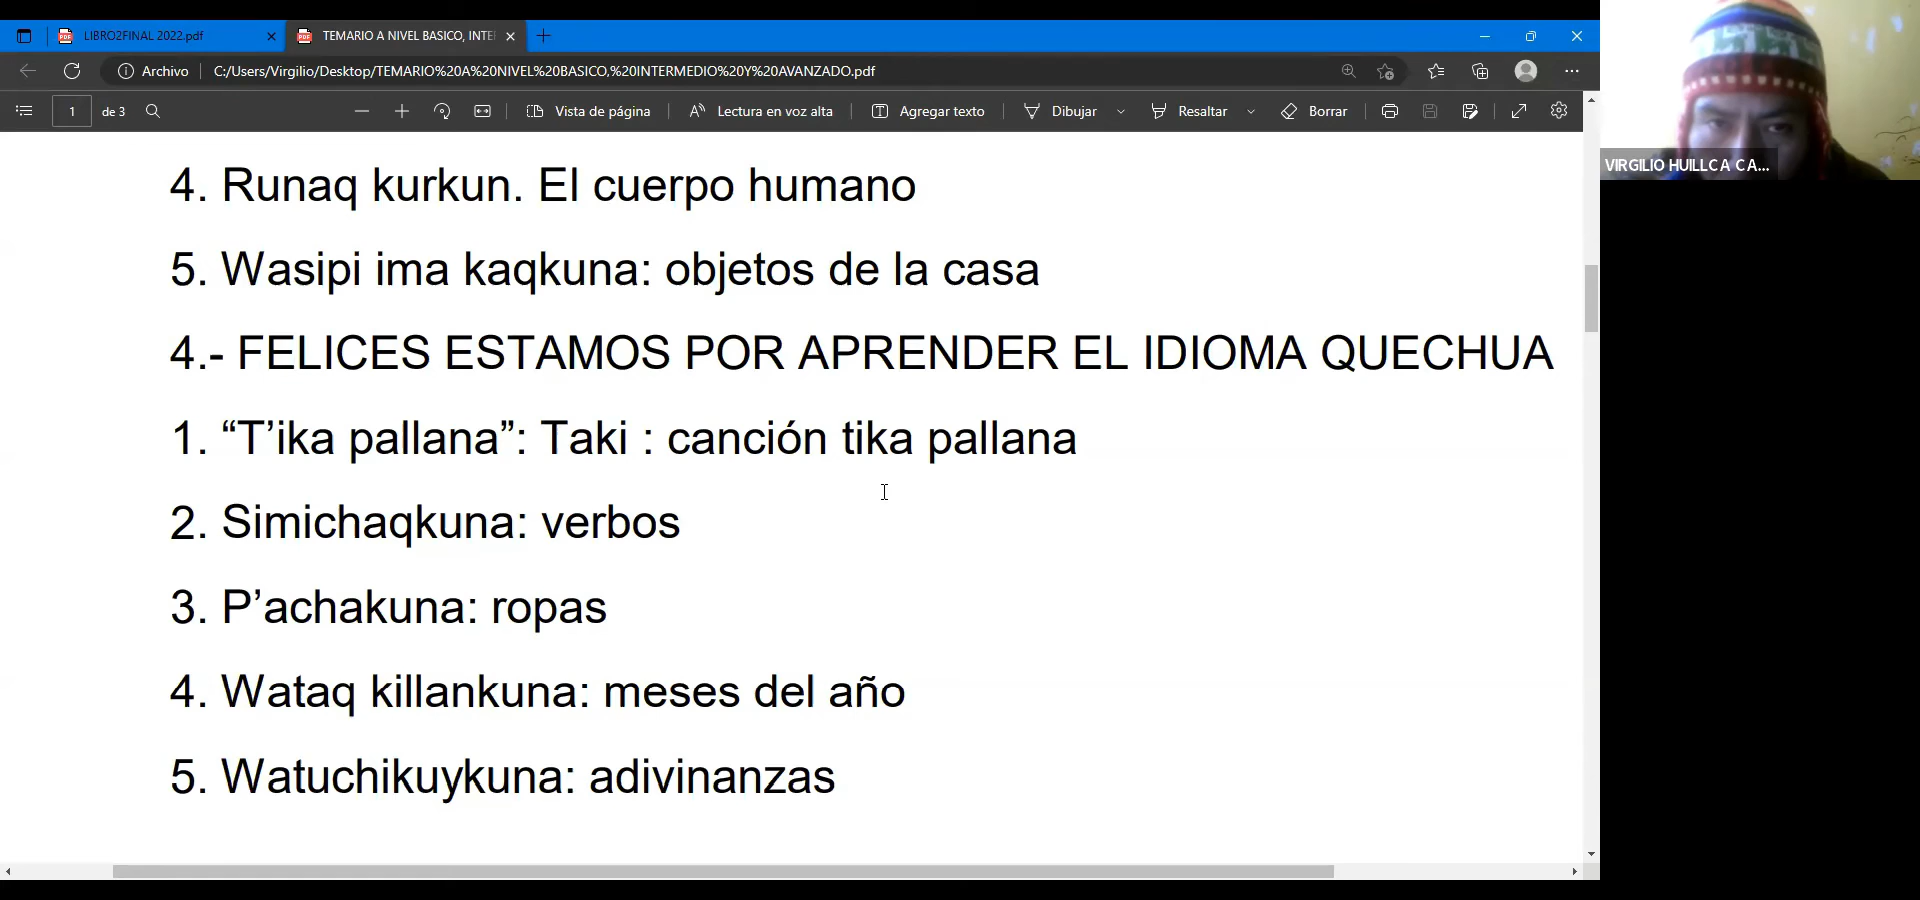 LIBRO2FINAL 2022.pdf
TEMARIO A NIVEL BASICO, INTE
Archivo
C:/Users/Virgilio/Desktop/TEMARIO%20A%20NIVEL%20BASICO,%20INTERMEDIO%20Y%20AVANZADO.pdf
1 de 3
Vista de página
Lectura en voz alta
Agregar texto
Dibujar
Resaltar
Borrar
VIRGILIO HUILLCA CA...
4. Runaq kurkun. El cuerpo humano
5. Wasipi ima kaqkuna: objetos de la casa
4.- FELICES ESTAMOS POR APRENDER EL IDIOMA QUECHUA
1. “T’ika pallana”: Taki : canción tika pallana
2. Simichaqkuna: verbos
3. P’achakuna: ropas
4. Wataq killankuna: meses del año
5. Watuchikuykuna: adivinanzas